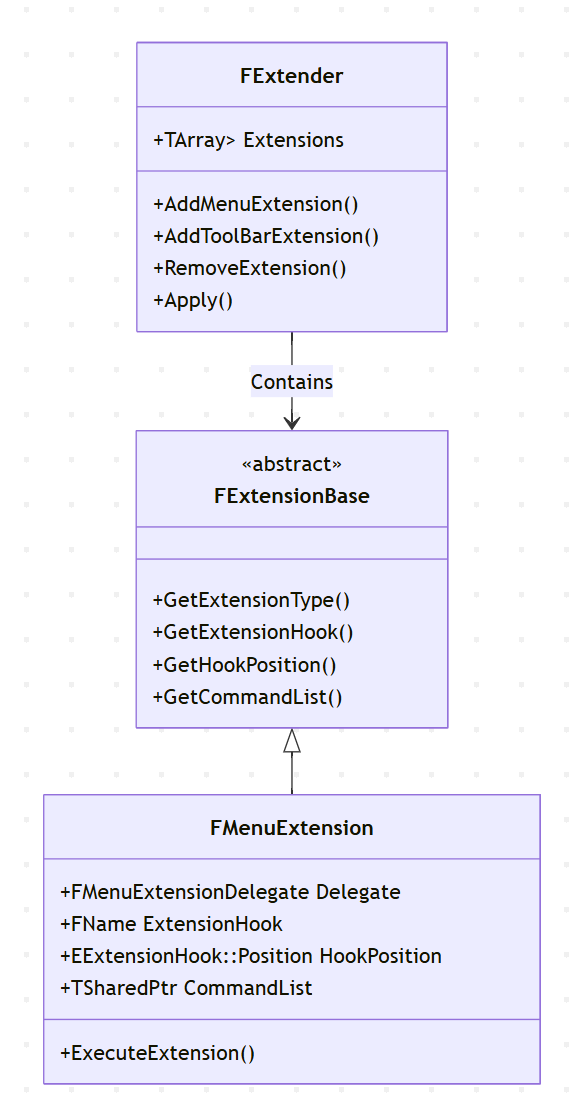 FExtender
+TArray> Extensions
+AddMenuExtension()
+AddToolBarExtension()
+RemoveExtension()
+Apply()
Contains
«abstract»
FExtensionBase
+GetExtensionType()
+GetExtensionHook()
+GetHookPosition()
+GetCommandList()
FMenuExtension
+FMenuExtensionDelegate Delegate
+FName ExtensionHook
+EExtensionHook::Position HookPosition
+TSharedPtr CommandList
+ExecuteExtension()